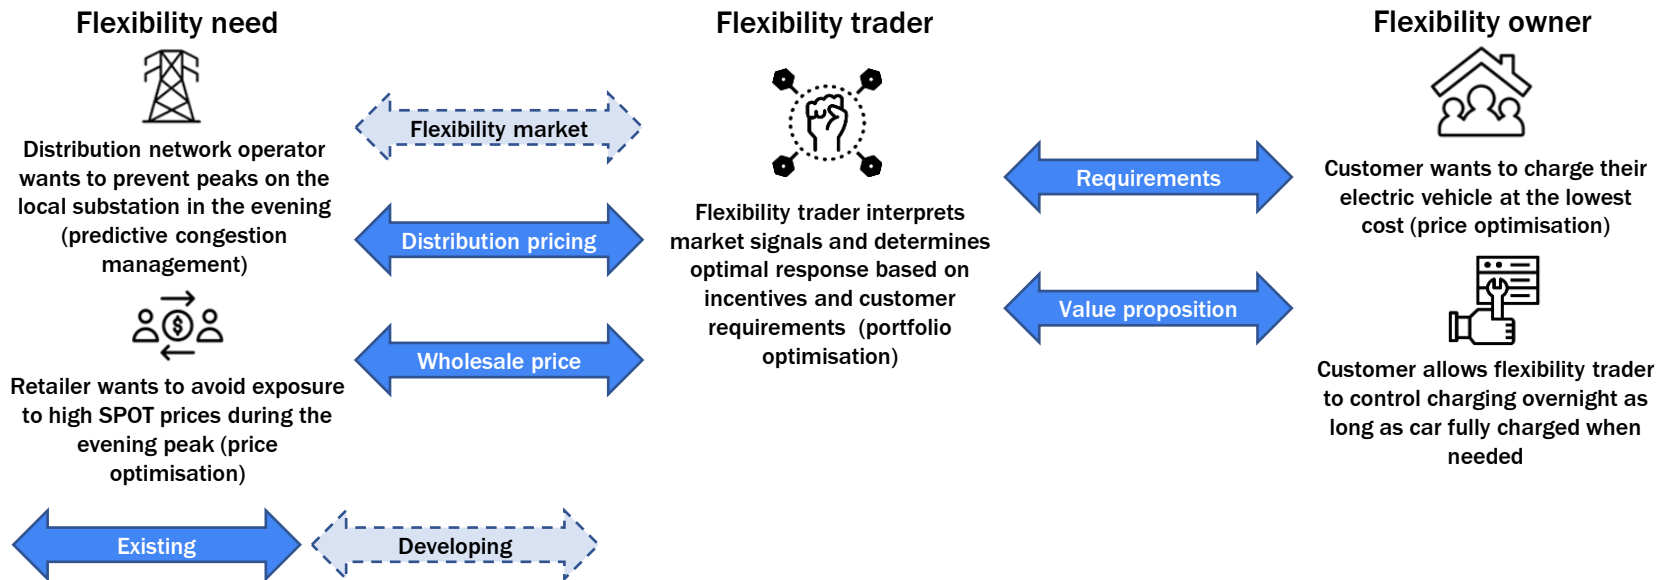 Flexibility need
Distribution network operator
wants to prevent peaks on the
local substation in the evening
(predictive congestion
management)
$
Retailer wants to avoid exposure
to high SPOT prices during the
evening peak (price
optimisation)
Flexibility market
Distribution pricing
Wholesale price
Flexibility trader
Flexibility trader interprets
market signals and determines
optimal response based on
incentives and customer
requirements (portfolio
optimisation)
Requirements
Value proposition
Flexibility owner
Customer wants to charge their
electric vehicle at the lowest
cost (price optimisation)
Customer allows flexibility trader
to control charging overnight as
long as car fully charged when
needed
Existing
Developing